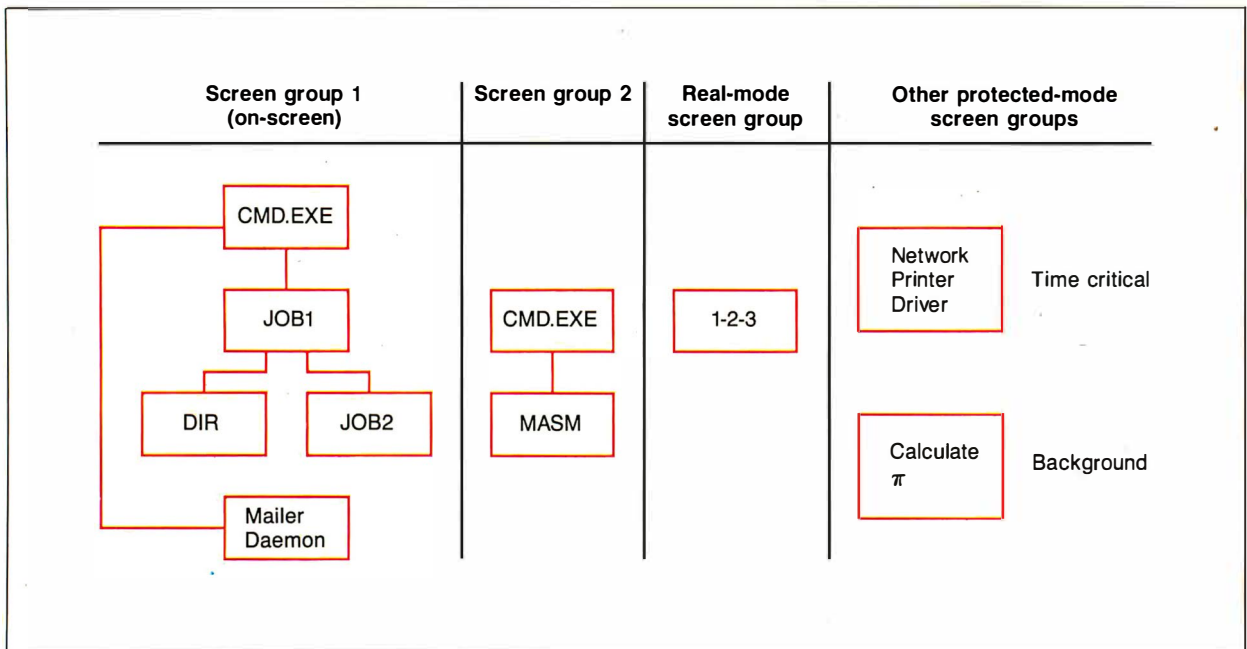 Screen group 1
(on-screen)
Screen group 2
Real-mode
screen group
Other protected-mode
screen groups
CMD.EXE
JOB1
DIR
JOB2
Mailer
Daemon
CMD.EXE
MASM
1-2-3
Network
Printer
Driver
Time critical
Calculate
π
Background